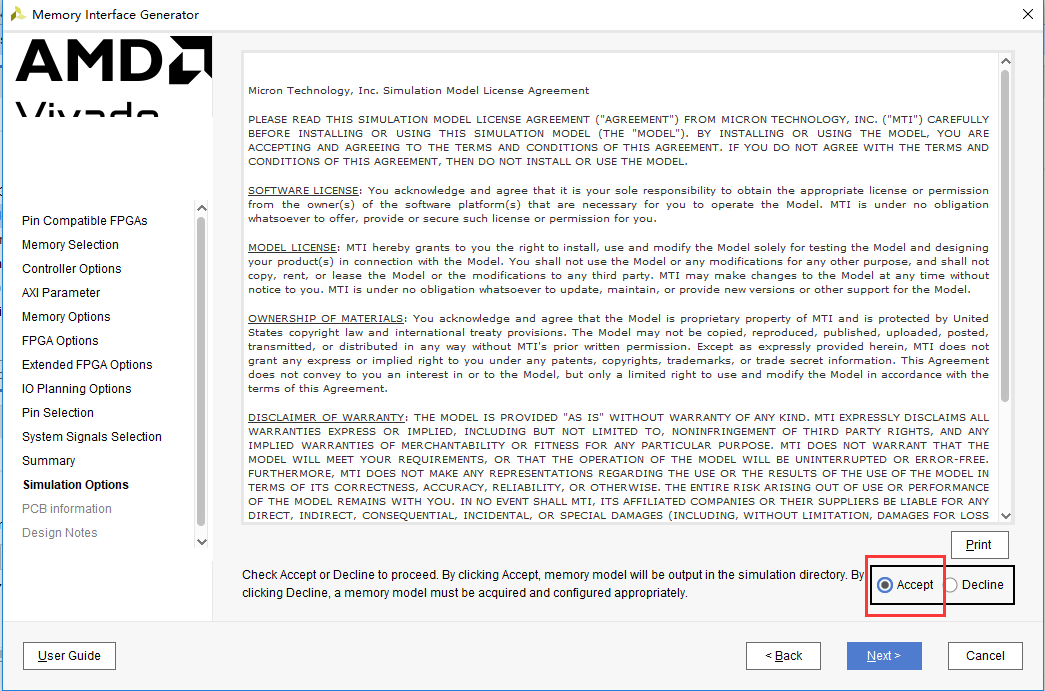 Memory Interface Generator
AMD
Vivado
Pin Compatible FPGAs
Memory Selection
Controller Options
AXI Parameter
Memory Options
FPGA Options
Extended FPGA Options
IO Planning Options
Pin Selection
System Signals Selection
Summary
Simulation Options
PCB information
Design Notes
Micron Technology, Inc. Simulation Model License Agreement
PLEASE READ THIS SIMULATION MODEL LICENSE AGREEMENT ("AGREEMENT") FROM MICRON TECHNOLOGY, INC. ("MTI") CAREFULLY
BEFORE INSTALLING OR USING THIS SIMULATION MODEL (THE "MODEL"). BY INSTALLING OR USING THE MODEL, YOU ARE
ACCEPTING AND AGREEING TO THE TERMS AND CONDITIONS OF THIS AGREEMENT. IF YOU DO NOT AGREE WITH THE TERMS AND
CONDITIONS OF THIS AGREEMENT, THEN DO NOT INSTALL OR USE THE MODEL.
SOFTWARE LICENSE: You acknowledge and agree that it is your sole responsibility to obtain the appropriate license or permission
from the owner(s) of the software platform(s) that are necessary for you to operate the Model. MTI is under no obligation
whatsoever to offer, provide or secure such license or permission for you.
MODEL LICENSE: MTI hereby grants to you the right to install, use and modify the Model solely for testing the Model and designing
your product(s) in connection with the Model. You shall not use the Model or any modifications for any other purpose, and shall not
copy, rent, or lease the Model or the modifications to any third party. MTI may make changes to the Model at any time without
notice to you. MTI is under no obligation whatsoever to update, maintain, or provide new versions or other support for the Model.
OWNERSHIP OF MATERIALS: You acknowledge and agree that the Model is proprietary property of MTI and is protected by United
States copyright law and international treaty provisions. The Model may not be copied, reproduced, published, uploaded, posted,
transmitted, or distributed in any way without MTI's prior written permission. Except as expressly provided herein, MTI does not
grant any express or implied right to you under any patents, copyrights, trademarks, or trade secret information. This Agreement
does not convey to you an interest in or to the Model, but only a limited right to use and modify the Model in accordance with the
terms of this Agreement.
DISCLAIMER OF WARRANTY: THE MODEL IS PROVIDED "AS IS" WITHOUT WARRANTY OF ANY KIND. MTI EXPRESSLY DISCLAIMS ALL
WARRANTIES EXPRESS OR IMPLIED, INCLUDING BUT NOT LIMITED TO, NONINFRINGEMENT OF THIRD PARTY RIGHTS, AND ANY
IMPLIED WARRANTIES OF MERCHANTABILITY OR FITNESS FOR ANY PARTICULAR PURPOSE. MTI DOES NOT WARRANT THAT THE
MODEL WILL MEET YOUR REQUIREMENTS, OR THAT THE OPERATION OF THE MODEL WILL BE UNINTERRUPTED OR ERROR-FREE.
FURTHERMORE, MTI DOES NOT MAKE ANY REPRESENTATIONS REGARDING THE USE OR THE RESULTS OF THE USE OF THE MODEL IN
TERMS OF ITS CORRECTNESS, ACCURACY, RELIABILITY, OR OTHERWISE. THE ENTIRE RISK ARISING OUT OF USE OR PERFORMANCE
OF THE MODEL REMAINS WITH YOU. IN NO EVENT SHALL MTI, ITS AFFILIATED COMPANIES OR THEIR SUPPLIERS BE LIABLE FOR ANY
DIRECT, INDIRECT, CONSEQUENTIAL, INCIDENTAL, OR SPECIAL DAMAGES (INCLUDING, WITHOUT LIMITATION, DAMAGES FOR LOSS
Print
Check Accept or Decline to proceed. By clicking Accept, memory model will be output in the simulation directory. By
clicking Decline, a memory model must be acquired and configured appropriately.
Accept
Decline
User Guide
< Back
Next >
Cancel